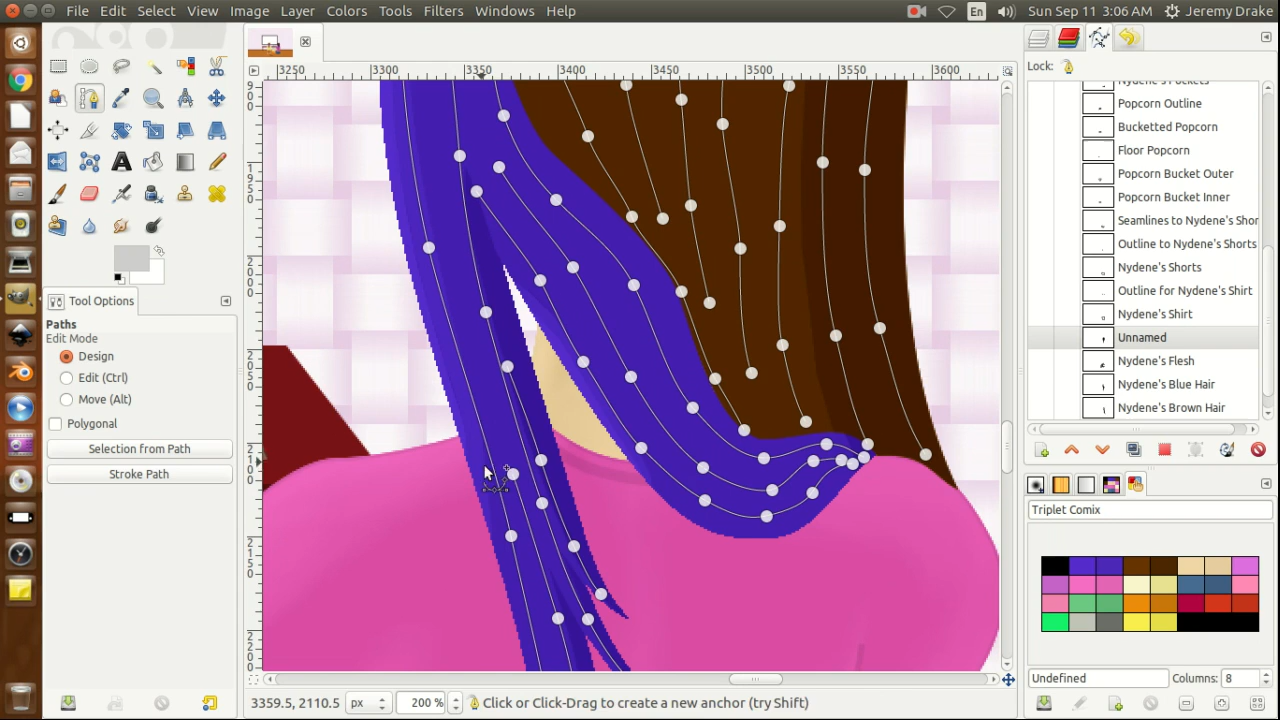 File Edit Select View Image Layer Colors Tools Filters Windows Help
En Sun Sep 11 3:06 AM Jeremy Drake
3250 3300 3350 3400 3450 3500 3550 3600
Lock:
Nydene's Pockets
Popcorn Outline
Bucketted Popcorn
Floor Popcorn
Popcorn Bucket Outer
Popcorn Bucket Inner
Seamlines to Nydene's Shor
Outline to Nydene's Shorts
Nydene's Shorts
Outline for Nydene's Shirt
Nydene's Shirt
Unnamed
Nydene's Flesh
Nydene's Blue Hair
Nydene's Brown Hair
Tool Options
Paths
Edit Mode
Design
Edit (Ctrl)
Move (Alt)
Polygonal
Selection from Path
Stroke Path
Triplet Comix
Undefined Columns: 8
3359.5, 2110.5 px 200 % Click or Click-Drag to create a new anchor (try Shift)